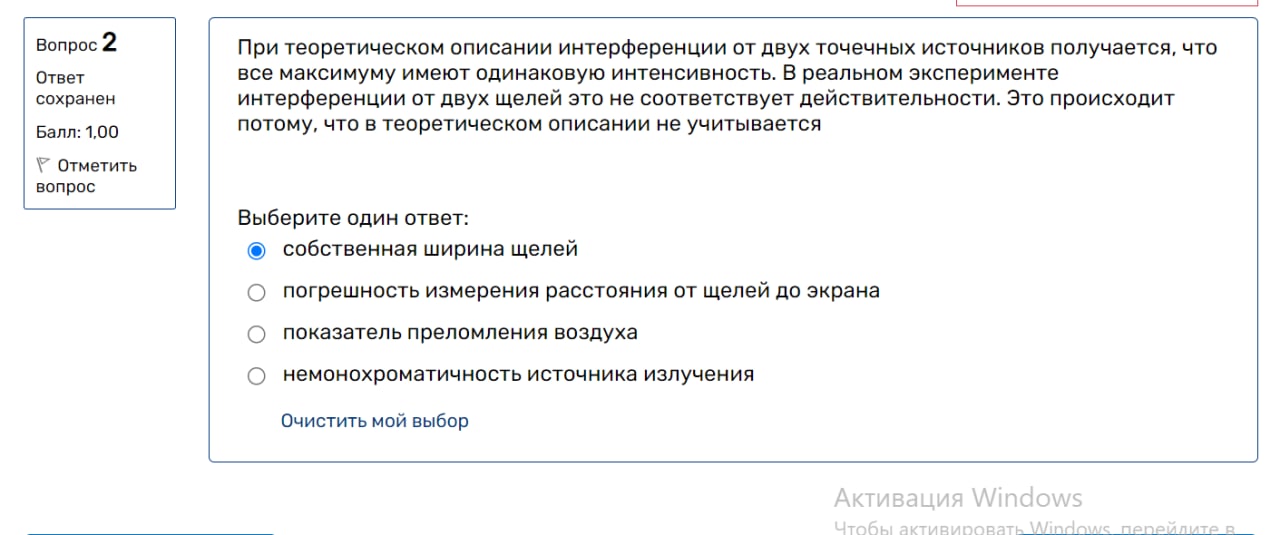 Вопрос 2
Ответ
сохранен
Балл: 1,00
Отметить
вопрос
При теоретическом описании интерференции от двух точечных источников получается, что
все максимуму имеют одинаковую интенсивность. В реальном эксперименте
интерференции от двух щелей это не соответствует действительности. Это происходит
потому, что в теоретическом описании не учитывается
Выберите один ответ:
собственная ширина щелей
погрешность измерения расстояния от щелей до экрана
показатель преломления воздуха
немонохроматичность источника излучения
Очистить мой выбор
Активация Windows
Чтобы активировать Windows, перейдите в